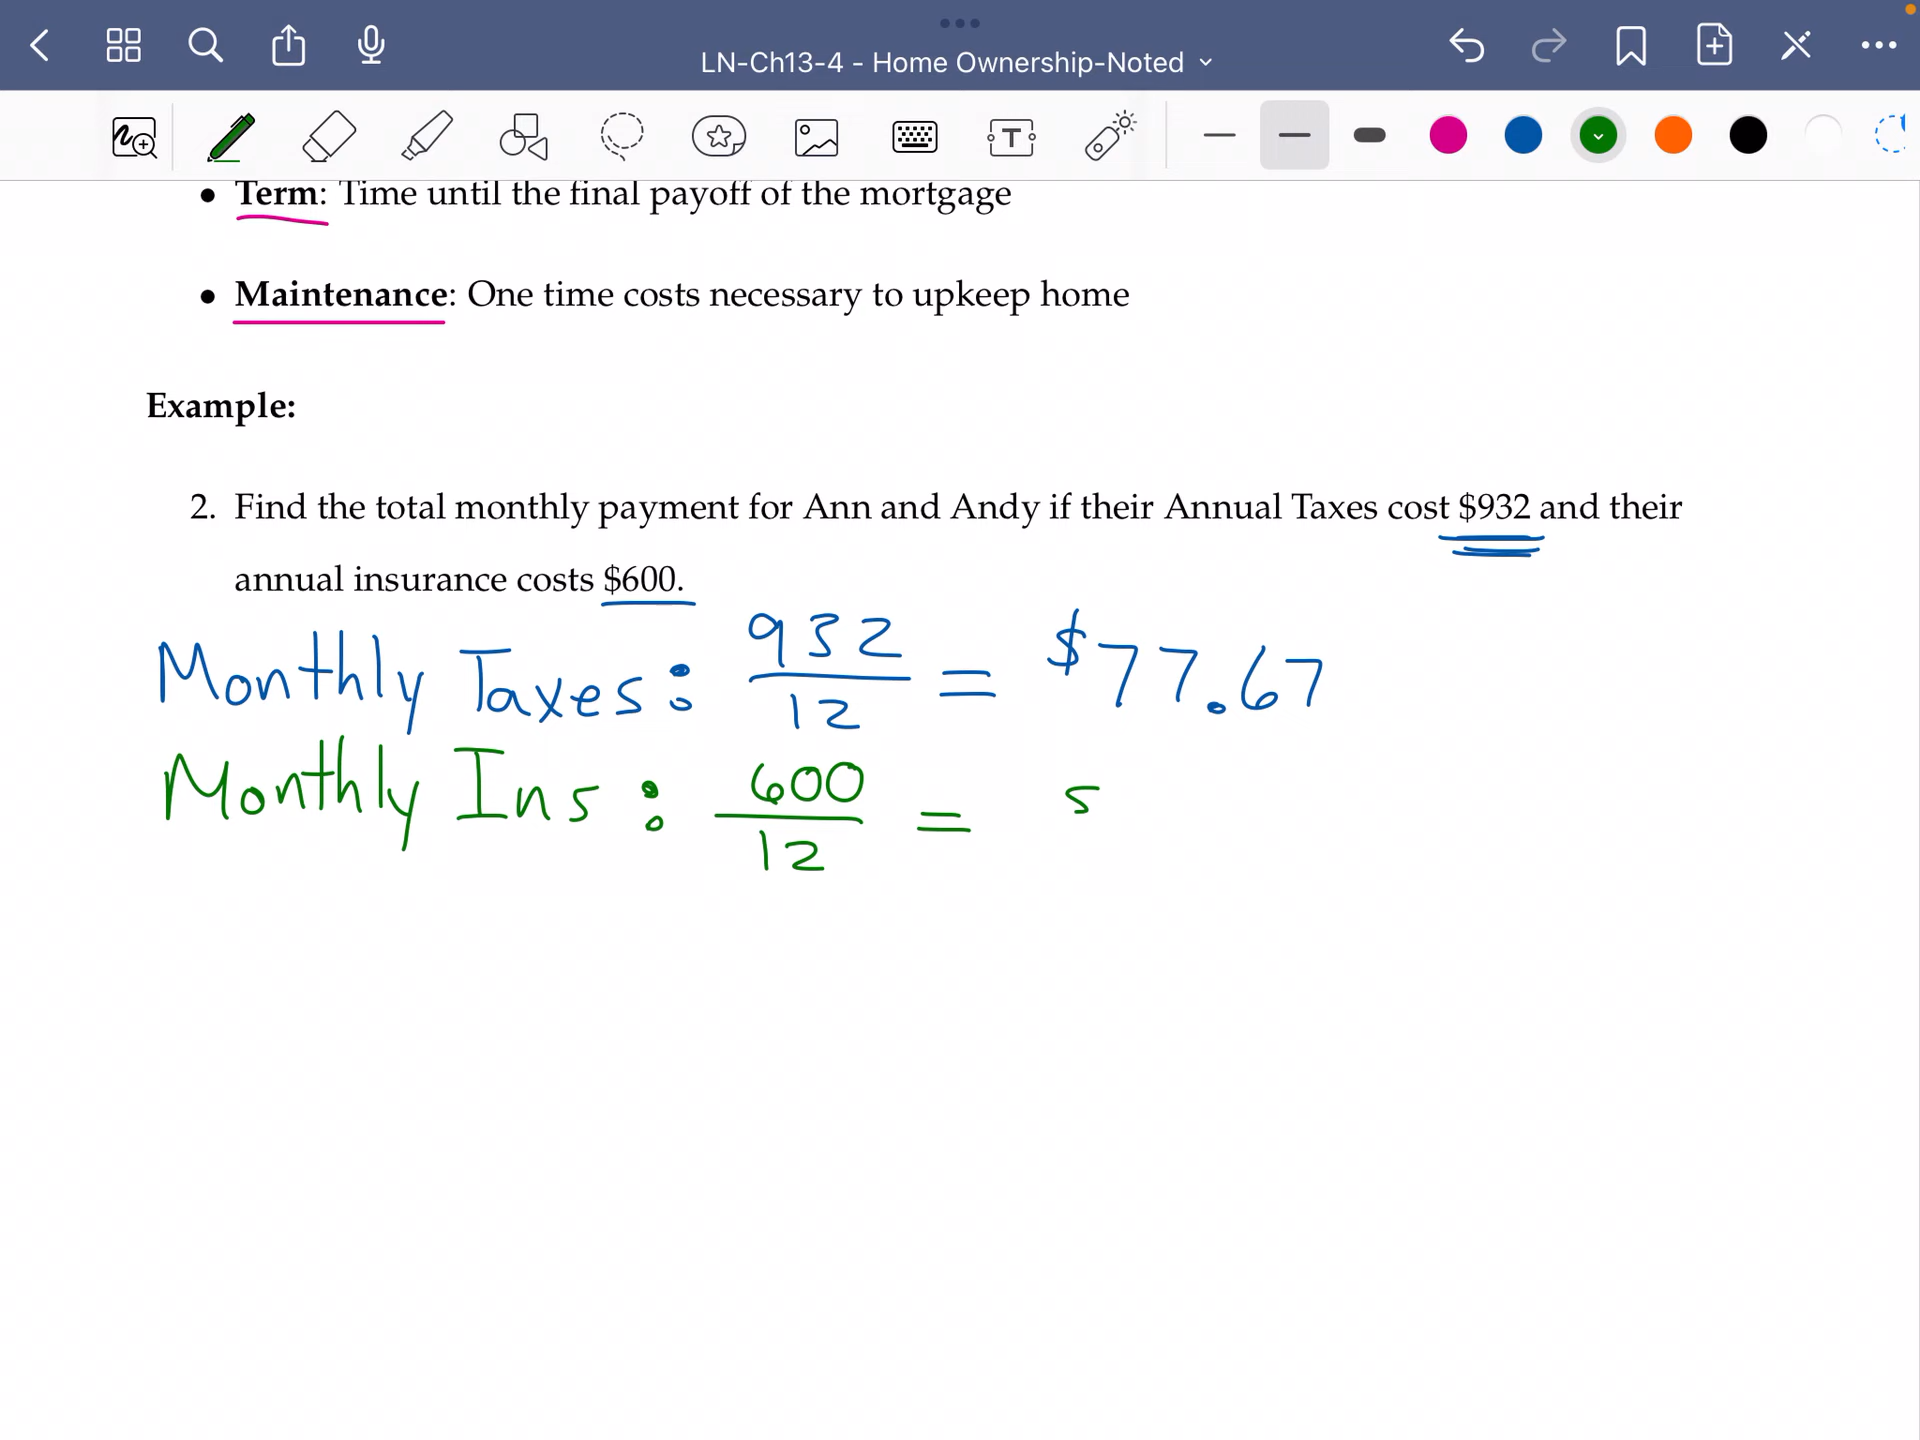 LN-Ch13-4 - Home Ownership-Noted
T
• Term: Time until the final payoff of the mortgage
• Maintenance: One time costs necessary to upkeep home
Example:
2. Find the total monthly payment for Ann and Andy if their Annual Taxes cost $932 and their
annual insurance costs $600.
Monthly Taxes: 932/12 = $77.67
Monthly Ins: 600/12 = 5